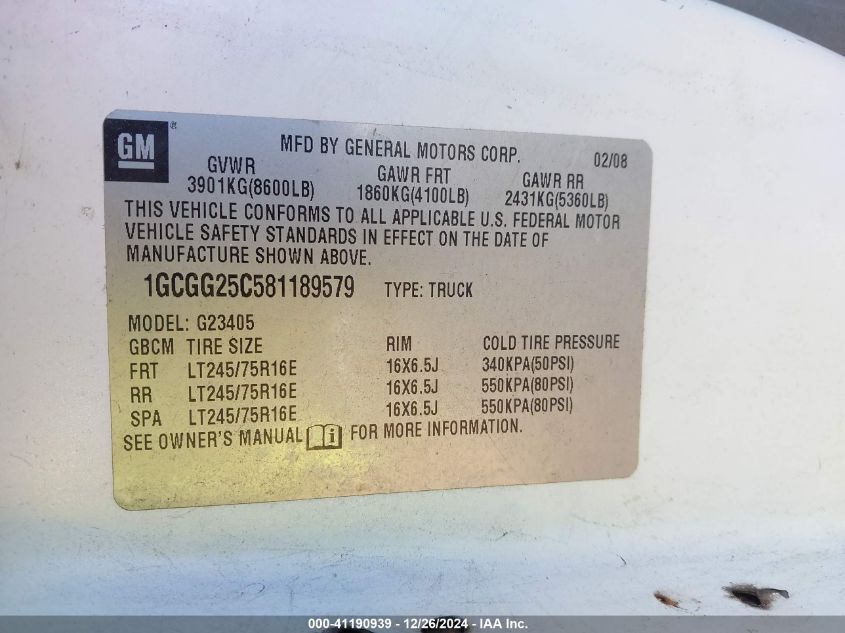 GM ® MFD BY GENERAL MOTORS CORP. 02/08
GVWR GAWR FRT GAWR RR
3901KG(8600LB) 1860KG(4100LB) 2431KG(5360LB)
THIS VEHICLE CONFORMS TO ALL APPLICABLE U.S. FEDERAL MOTOR
VEHICLE SAFETY STANDARDS IN EFFECT ON THE DATE OF
MANUFACTURE SHOWN ABOVE.
1GCGG25C581189579 TYPE: TRUCK
MODEL: G23405
GBCM TIRE SIZE RIM COLD TIRE PRESSURE
FRT LT245/75R16E 16X6.5J 340KPA(50PSI)
RR LT245/75R16E 16X6.5J 550KPA(80PSI)
SPA LT245/75R16E 16X6.5J 550KPA(80PSI)
SEE OWNER'S MANUAL i FOR MORE INFORMATION.
000-41190939 - 12/26/2024 - IAA, Inc.